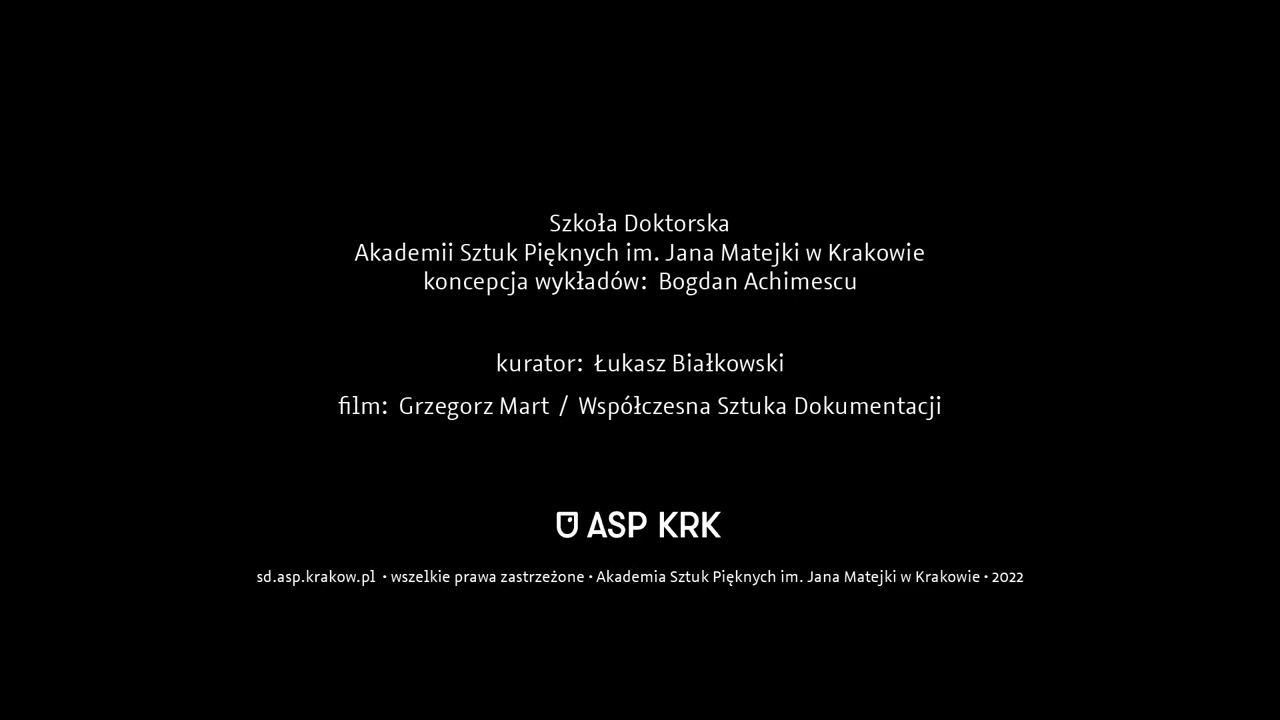 Szkoła Doktorska
Akademii Sztuk Pięknych im. Jana Matejki w Krakowie
koncepcja wykładów: Bogdan Achimescu
kurator: Łukasz Białkowski
film: Grzegorz Mart / Współczesna Sztuka Dokumentacji
ASP KRK
sd.asp.krakow.pl • wszelkie prawa zastrzeżone • Akademia Sztuk Pięknych im. Jana Matejki w Krakowie • 2022